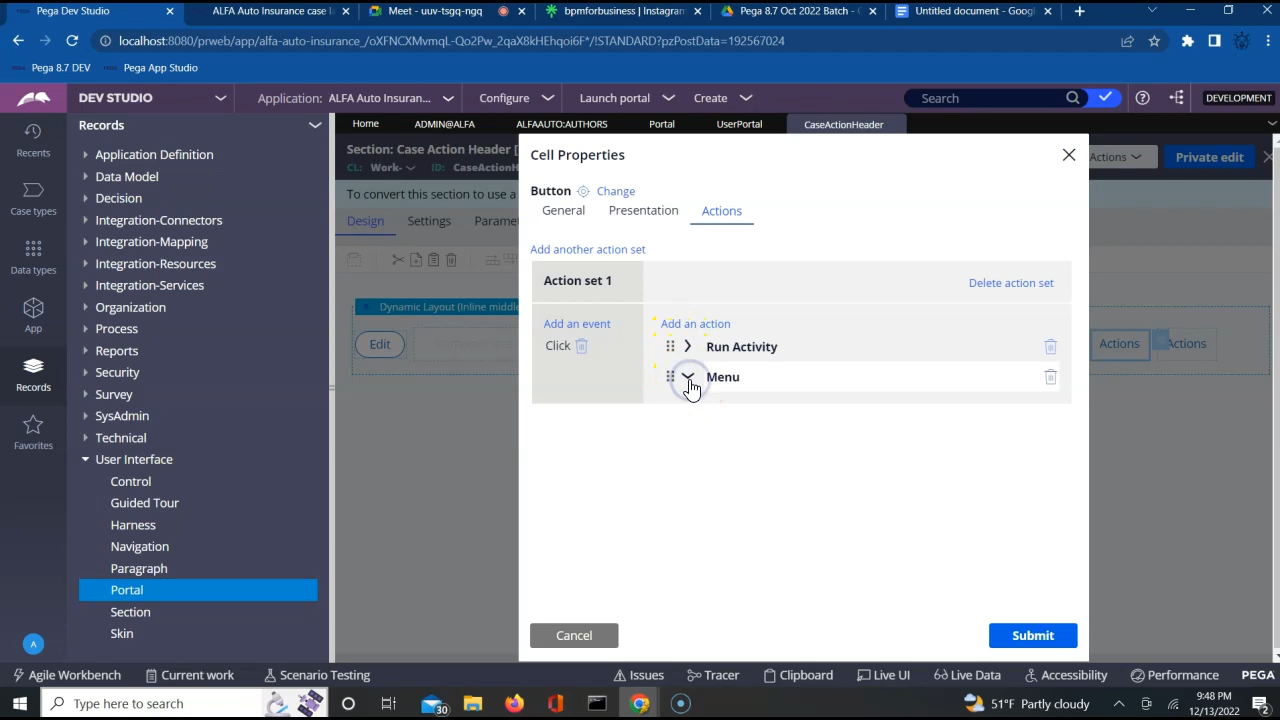 Pega Dev Studio
ALFA Auto Insurance case l
Meet - uuv-tsgq-ngq
bpmforbusiness | Instagram
Pega 8.7 Oct 2022 Batch -
Untitled document - Googl
localhost:8080/prweb/app/alfa-auto-insurance_/oXFNCXMvmqL-Qo2Pw_2qaX8kHEhqoi6F*/!STANDARD?pzPostData=192567024
Pega 8.7 DEV
Pega App Studio
DEV STUDIO
Application: ALFA Auto Insuran...
Configure
Launch portal
Create
Search
DEVELOPMENT
Recents
Case types
Data types
App
Records
Favorites
A
Records
Application Definition
Data Model
Decision
Integration-Connectors
Integration-Mapping
Integration-Resources
Integration-Services
Organization
Process
Reports
Security
Survey
SysAdmin
Technical
User Interface
Control
Guided Tour
Harness
Navigation
Paragraph
Portal
Section
Skin
Home
ADMIN@ALFA
ALFAAUTO:AUTHORS
Portal
UserPortal
CaseActionHeader
Section: Case Action Header [
CL: Work-
ID: CaseActionH
Actions
Private edit
To convert this section to use a
Design
Settings
Paramet
Dynamic Layout (Inline middle
Edit
Actions
Actions
Cell Properties
Button
Change
General
Presentation
Actions
Add another action set
Action set 1
Delete action set
Add an event
Add an action
Click
Run Activity
Menu
Cancel
Submit
Agile Workbench
Current work
Scenario Testing
Issues
Tracer
Clipboard
Live UI
Live Data
Accessibility
Performance
PEGA
Type here to search
30
51°F Partly cloudy
9:48 PM
12/13/2022
2